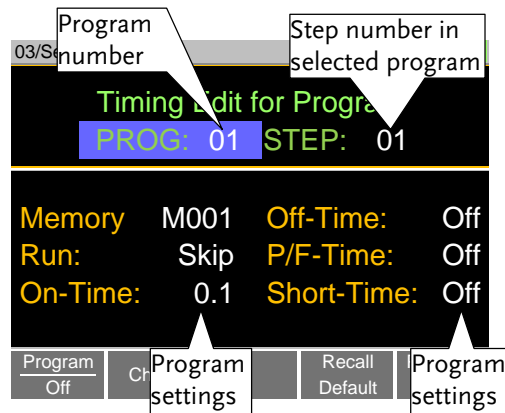 Program
number
Step number in
selected program
03/Se
Timing Edit for Progra
PROG: 01 STEP: 01
Memory M001 Off-Time: Off
Run: Skip P/F-Time: Off
On-Time: 0.1 Short-Time: Off
Program
Off
Ch
Program
settings
Recall
Default
Program
settings